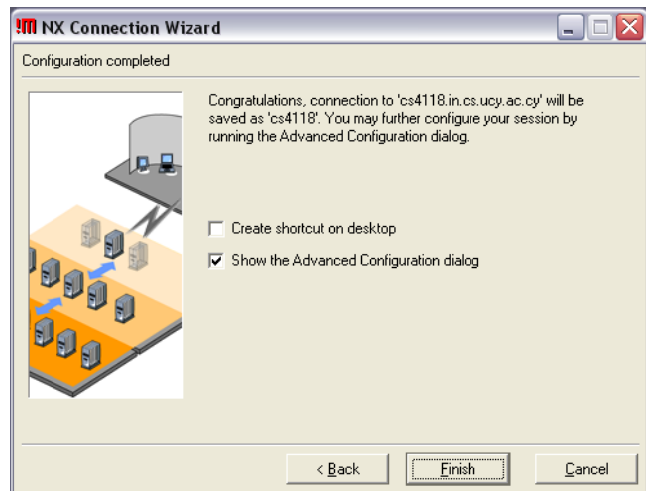 !M NX Connection Wizard
Configuration completed
Congratulations, connection to 'cs4118.in.cs.ucy.ac.cy' will be
saved as 'cs4118'. You may further configure your session by
running the Advanced Configuration dialog.
Create shortcut on desktop
Show the Advanced Configuration dialog
< Back
Finish
Cancel